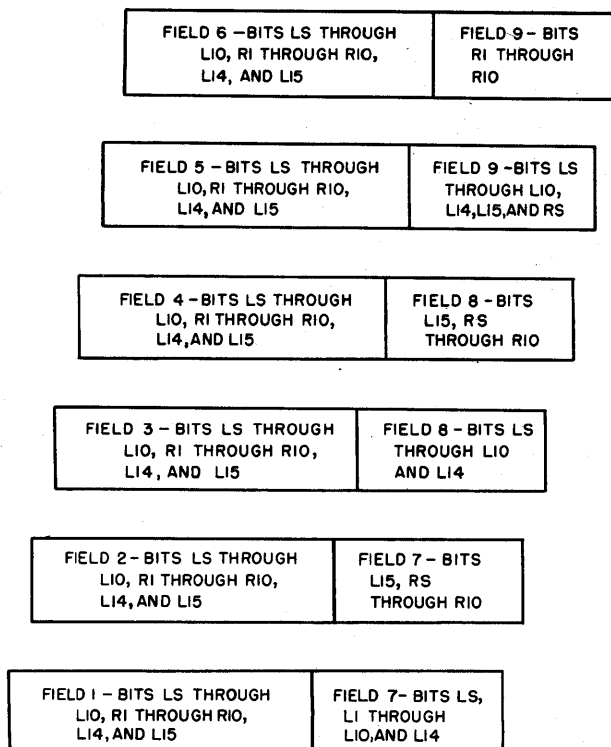 FIELD 6 – BITS LS THROUGH
L10, R1 THROUGH R10,
L14, AND L15
FIELD 9 – BITS
R1 THROUGH
R10
FIELD 5 – BITS LS THROUGH
L10, R1 THROUGH R10,
L14, AND L15
FIELD 9 – BITS LS
THROUGH L10,
L14, L15, AND RS
FIELD 4 – BITS LS THROUGH
L10, R1 THROUGH R10,
L14, AND L15
FIELD 8 – BITS
L15, RS
THROUGH R10
FIELD 3 – BITS LS THROUGH
L10, R1 THROUGH R10,
L14, AND L15
FIELD 8 – BITS LS
THROUGH L10
AND L14
FIELD 2 – BITS LS THROUGH
L10, R1 THROUGH R10,
L14, AND L15
FIELD 7 – BITS
L15, RS
THROUGH R10
FIELD 1 – BITS LS THROUGH
L10, R1 THROUGH R10,
L14, AND L15
FIELD 7 – BITS LS,
L1 THROUGH
L10, AND L14